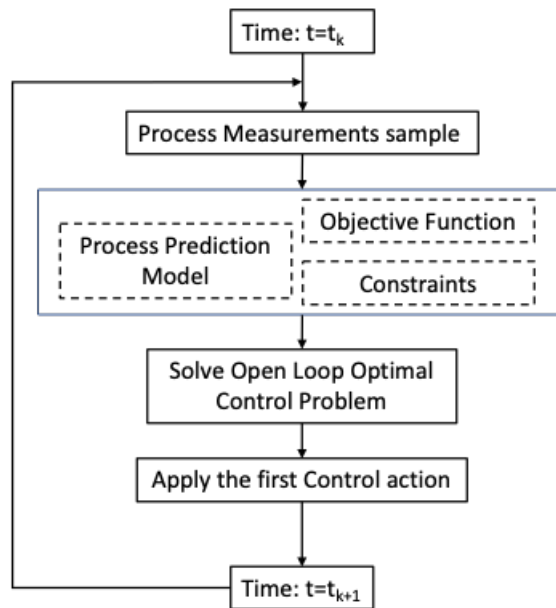 Time: t=tk
Process Measurements sample
Objective Function
Process Prediction
Model
Constraints
Solve Open Loop Optimal
Control Problem
Apply the first Control action
Time: t=tk+1